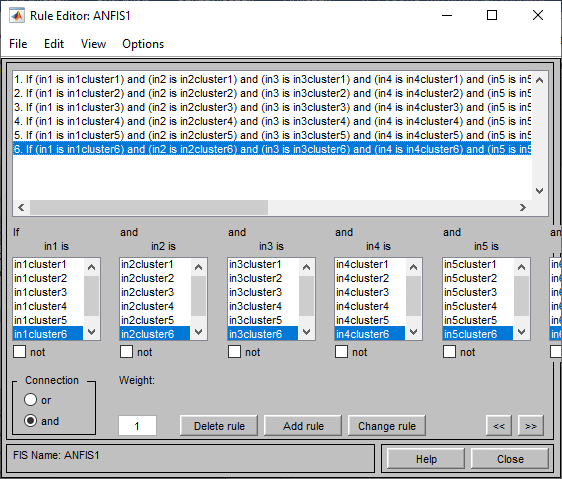 Rule Editor: ANFIS1
File Edit View Options
1. If (in1 is in1cluster1) and (in2 is in2cluster1) and (in3 is in3cluster1) and (in4 is in4cluster1) and (in5 is in5
2. If (in1 is in1cluster2) and (in2 is in2cluster2) and (in3 is in3cluster2) and (in4 is in4cluster2) and (in5 is in5
3. If (in1 is in1cluster3) and (in2 is in2cluster3) and (in3 is in3cluster3) and (in4 is in4cluster3) and (in5 is in5
4. If (in1 is in1cluster4) and (in2 is in2cluster4) and (in3 is in3cluster4) and (in4 is in4cluster4) and (in5 is in5
5. If (in1 is in1cluster5) and (in2 is in2cluster5) and (in3 is in3cluster5) and (in4 is in4cluster5) and (in5 is in5
6. If (in1 is in1cluster6) and (in2 is in2cluster6) and (in3 is in3cluster6) and (in4 is in4cluster6) and (in5 is in5
If and and and and an
in1 is in2 is in3 is in4 is in5 is
in1cluster1 in2cluster1 in3cluster1 in4cluster1 in5cluster1 in6
in1cluster2 in2cluster2 in3cluster2 in4cluster2 in5cluster2 in6
in1cluster3 in2cluster3 in3cluster3 in4cluster3 in5cluster3 in6
in1cluster4 in2cluster4 in3cluster4 in4cluster4 in5cluster4 in6
in1cluster5 in2cluster5 in3cluster5 in4cluster5 in5cluster5 in6
in1cluster6 in2cluster6 in3cluster6 in4cluster6 in5cluster6 in6
not not not not not
Connection Weight:
or
and 1 Delete rule Add rule Change rule << >>
FIS Name: ANFIS1 Help Close